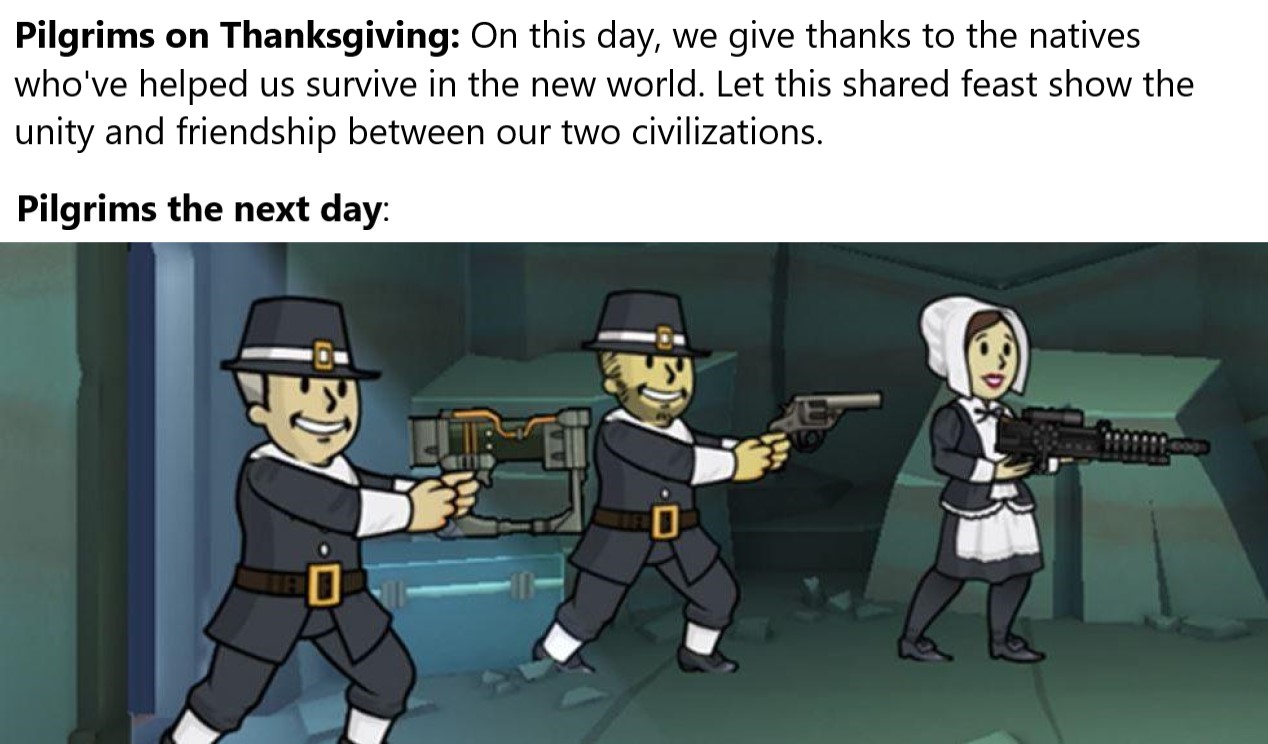 Pilgrims on Thanksgiving: On this day, we give thanks to the natives
who've helped us survive in the new world. Let this shared feast show the
unity and friendship between our two civilizations.
Pilgrims the next day: